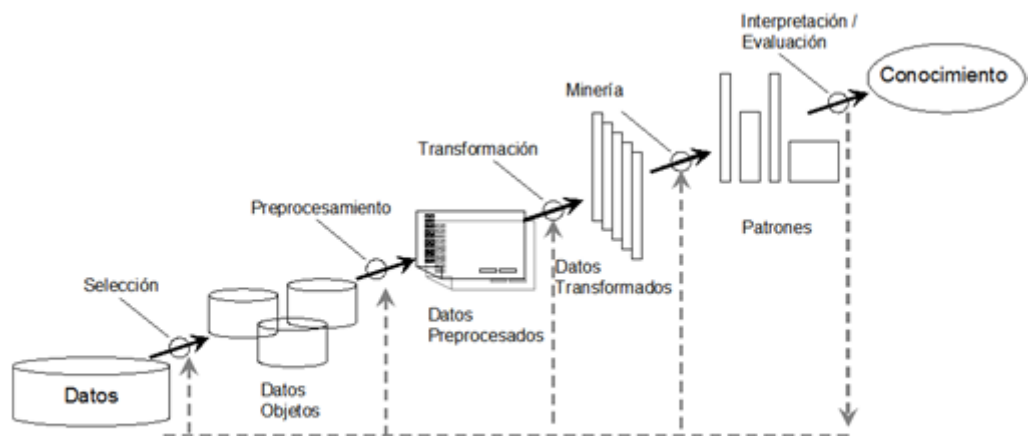 Interpretación /
Evaluación
Conocimiento
Minería
Transformación
Preprocesamiento
Patrones
Selección
Datos
Transformados
Datos
Preprocesados
Datos
Datos
Objetos